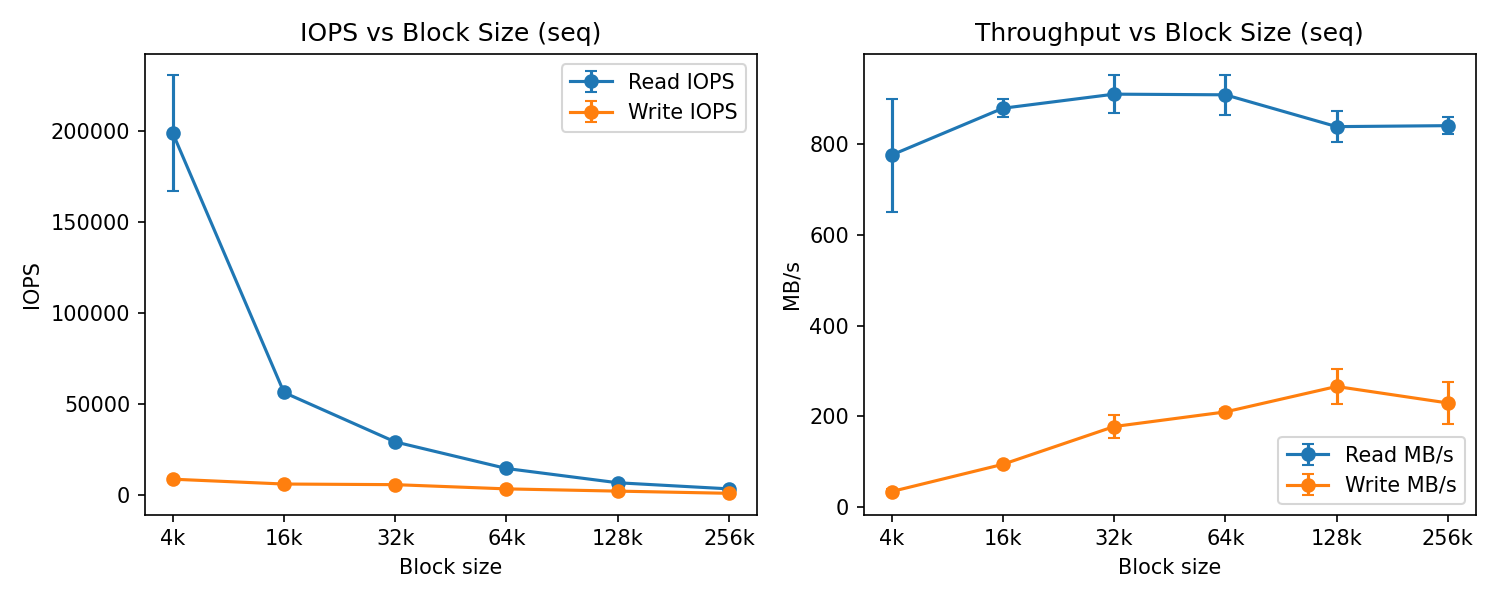 IOPS vs Block Size (seq)
Read IOPS
Write IOPS
IOPS
200000
150000
100000
50000
0
4k 16k 32k 64k 128k 256k
Block size
Throughput vs Block Size (seq)
MB/s
800
600
400
200
0
Read MB/s
Write MB/s
4k 16k 32k 64k 128k 256k
Block size